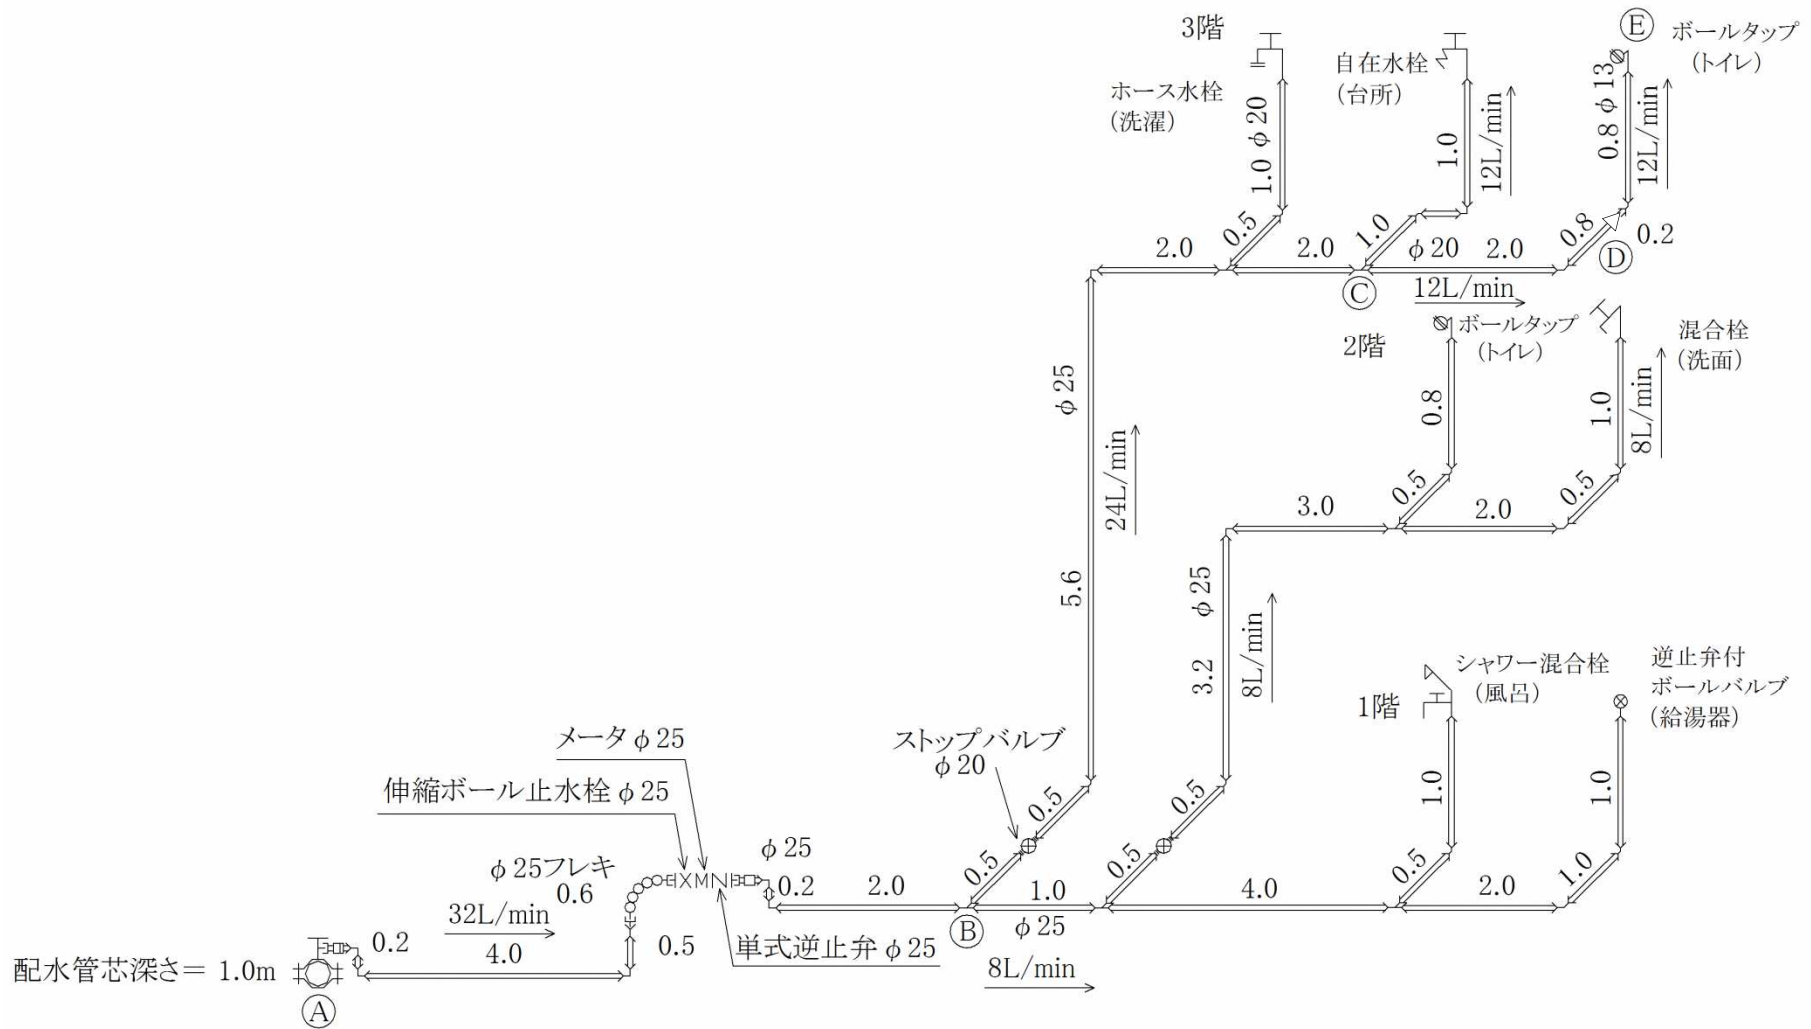 3階
ホース水栓
(洗濯)
1.0 φ20
0.5
2.0
2.0
自在水栓
(台所)
1.0
12L/min
1.0
φ20
2.0
12L/min
Ⓒ
Ⓔ
ボールタップ
(トイレ)
0.8 φ13
12L/min
0.8
0.2
Ⓓ
φ25
24L/min
5.6
2階
ボールタップ
(トイレ)
0.8
0.5
3.0
2.0
混合栓
(洗面)
1.0
8L/min
0.5
φ25
3.2
8L/min
1階
シャワー混合栓
(風呂)
1.0
0.5
逆止弁付
ボールバルブ
(給湯器)
1.0
1.0
4.0
2.0
ストップバルブ
φ20
0.5
0.5
0.5
0.5
1.0
φ25
8L/min
Ⓑ
メータφ25
伸縮ボール止水栓φ25
φ25フレキ
0.6
φ25
0.2
2.0
単式逆止弁φ25
0.5
32L/min
4.0
0.2
配水管芯深さ＝ 1.0m
Ⓐ